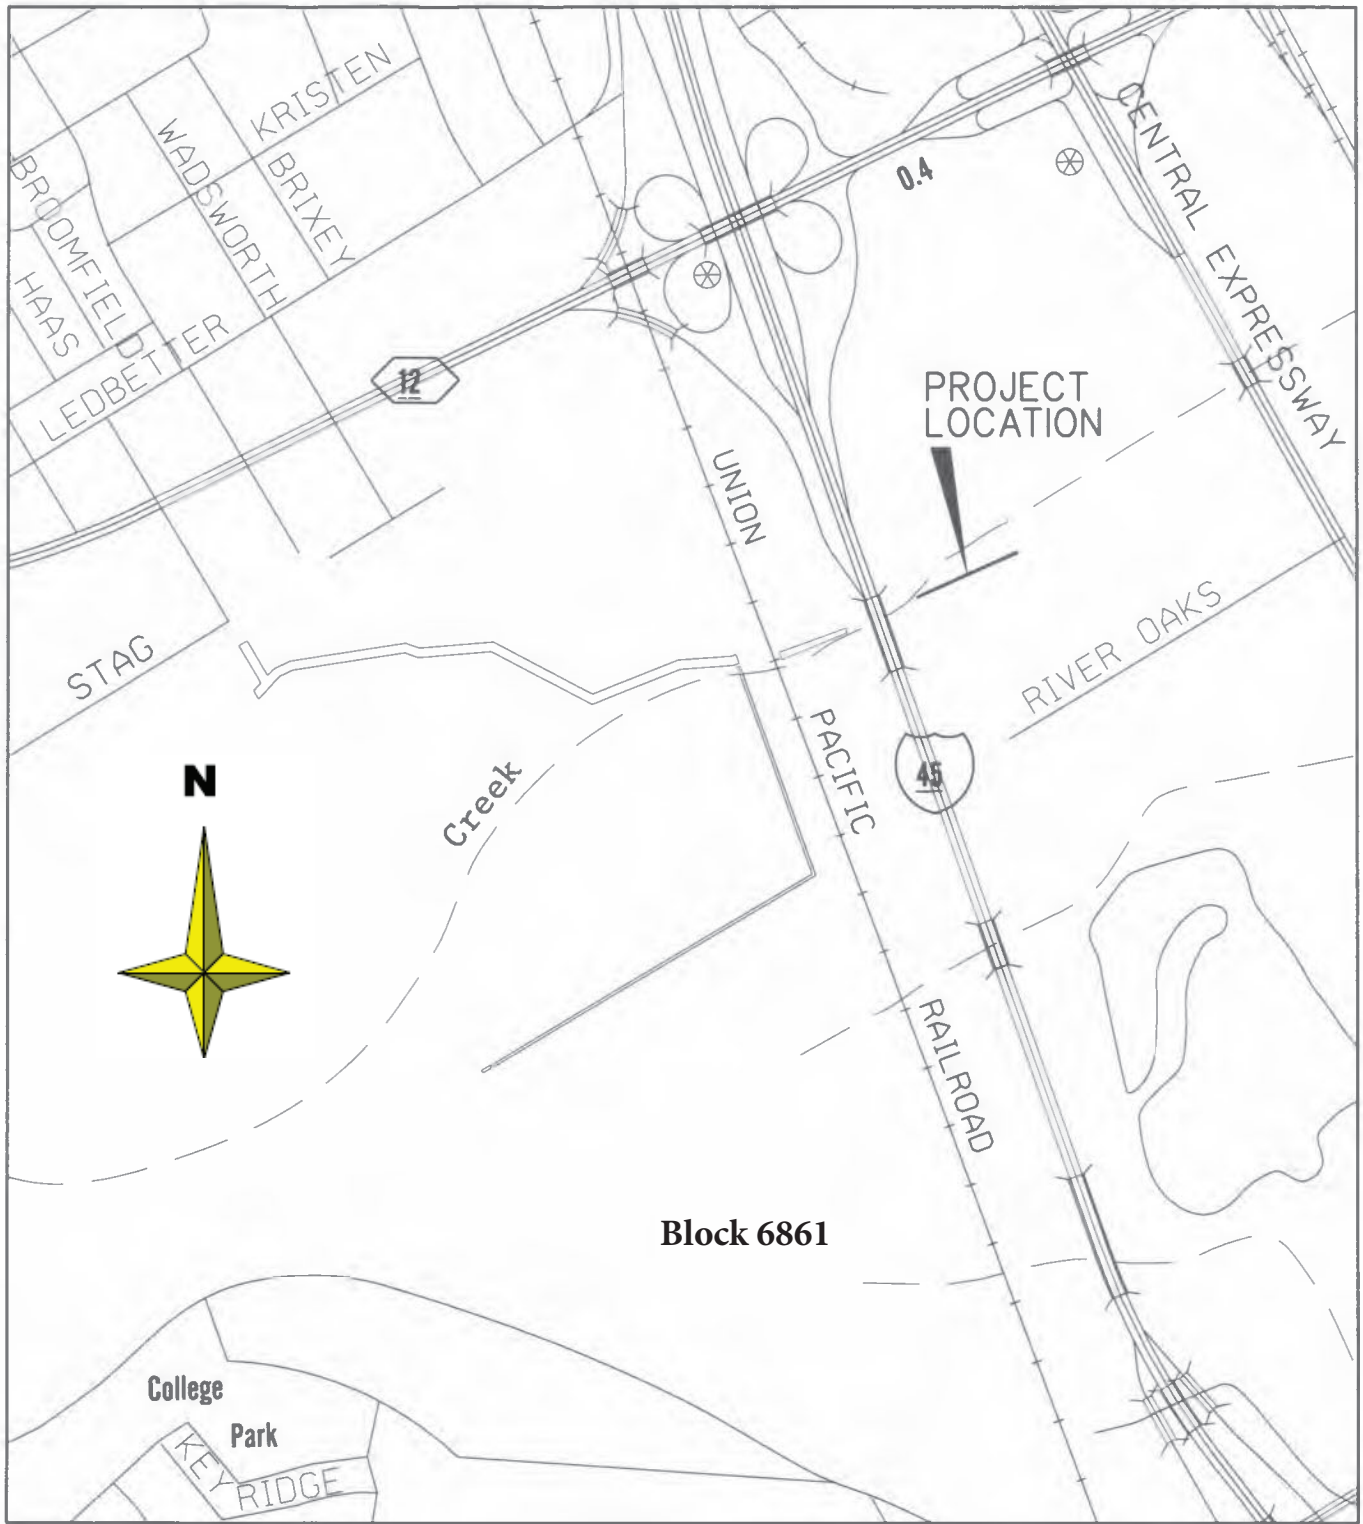 KRISTEN
WADSWORTH
BRIXEY
BROOMFIELD
HAAS
LEDBETTER
12
0.4
CENTRAL EXPRESSWAY
PROJECT
LOCATION
UNION
PACIFIC
RAILROAD
STAG
RIVER OAKS
45
N
Creek
Block 6861
College
Park
KEY
RIDGE